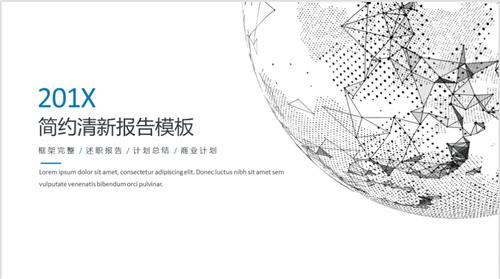 201X
简约清新报告模板
框架完整 / 述职报告 / 计划总结 / 商业计划
Lorem ipsum dolor sit amet, consectetur adipiscing elit. Donec luctus nibh sit amet sem
vulputate venenatis bibendum orci pulvinar.